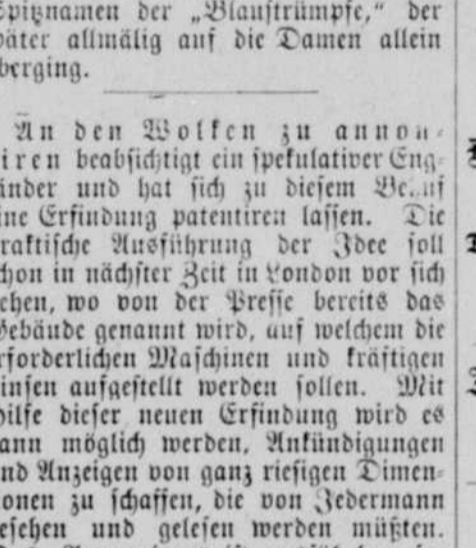 Spitznamen der „Blaustrümpfe,“ der
päter allmälig auf die Damen allein
berging.
An den Wolken zu annon-
iren beabsichtigt ein spekulativer Eng-
änder und hat sich zu diesem Be..uf
ine Erfindung patentiren lassen. Die
raktische Ausführung der Idee soll
chon in nächster Zeit in London vor sich
ehen, wo von der Presse bereits das
Gebäude genannt wird, auf welchem die
rforderlichen Maschinen und kräftigen
insen aufgestellt werden sollen. Mit
hilfe dieser neuen Erfindung wird es
ann möglich werden, Ankündigungen
nd Anzeigen von ganz riesigen Dimen-
onen zu schaffen, die von Jedermann
esehen und gelesen werden müßten.